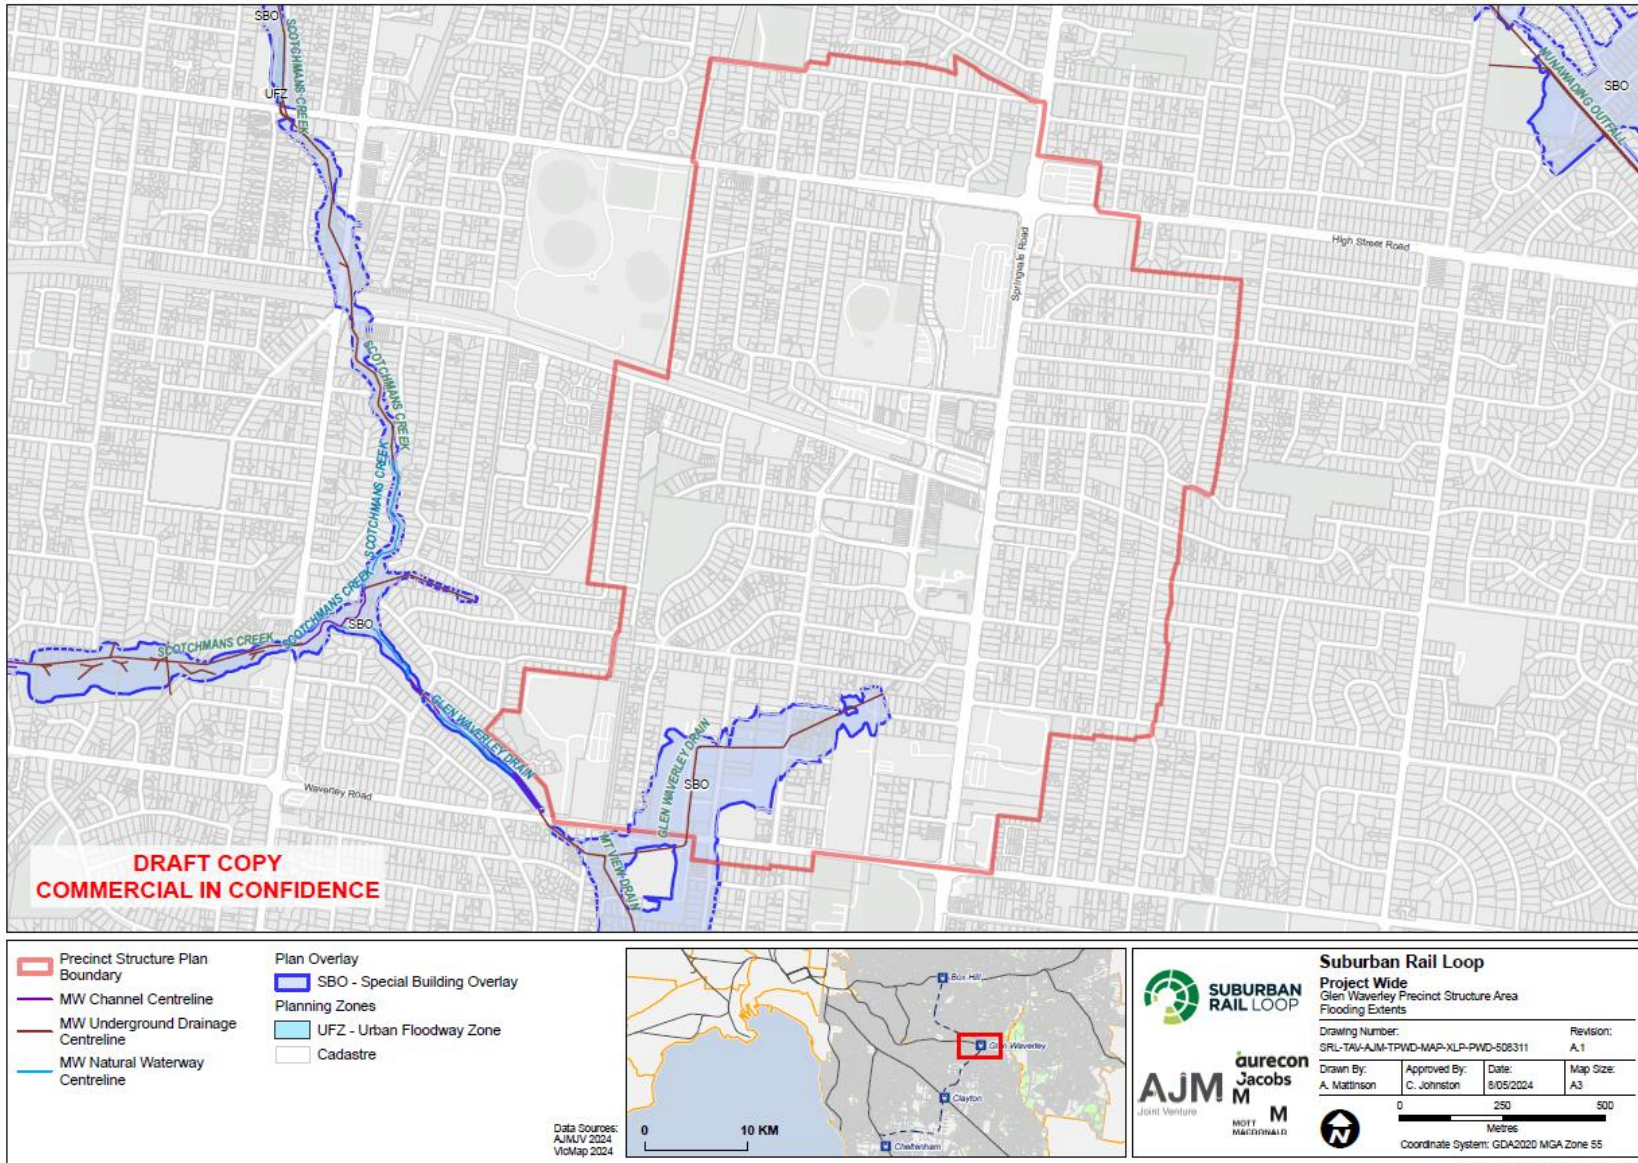 SBO
SCOTCHMANS CREEK
UFZ
NUNAWADING OUTFALL
SBO
High Street Road
Springvale Road
SCOTCHMANS CREEK
SCOTCHMANS CREEK
SCOTCHMANS CREEK
SCOTCHMANS CREEK
SBO
GLEN WAVERLEY DRAIN
GLEN WAVERLEY DRAIN
SBO
Waverley Road
MT VIEW DRAIN
DRAFT COPY
COMMERCIAL IN CONFIDENCE
Precinct Structure Plan
Boundary
MW Channel Centreline
MW Underground Drainage
Centreline
MW Natural Waterway
Centreline
Plan Overlay
SBO - Special Building Overlay
Planning Zones
UFZ - Urban Floodway Zone
Cadastre
Data Sources:
AJMJV 2024
VicMap 2024
Box Hill
Glen Waverley
Clayton
Cheltenham
0 10 KM
SUBURBAN
RAIL LOOP
AJM
Joint Venture
aurecon
Jacobs
M
M
MOTT
MACDONALD
Suburban Rail Loop
Project Wide
Glen Waverley Precinct Structure Area
Flooding Extents
Drawing Number: Revision:
SRL-TAV-AJM-TPWD-MAP-XLP-PWD-508311 A.1
Drawn By: Approved By: Date: Map Size:
A. Mattinson C. Johnston 8/05/2024 A3
N
0 250 500
Metres
Coordinate System: GDA2020 MGA Zone 55